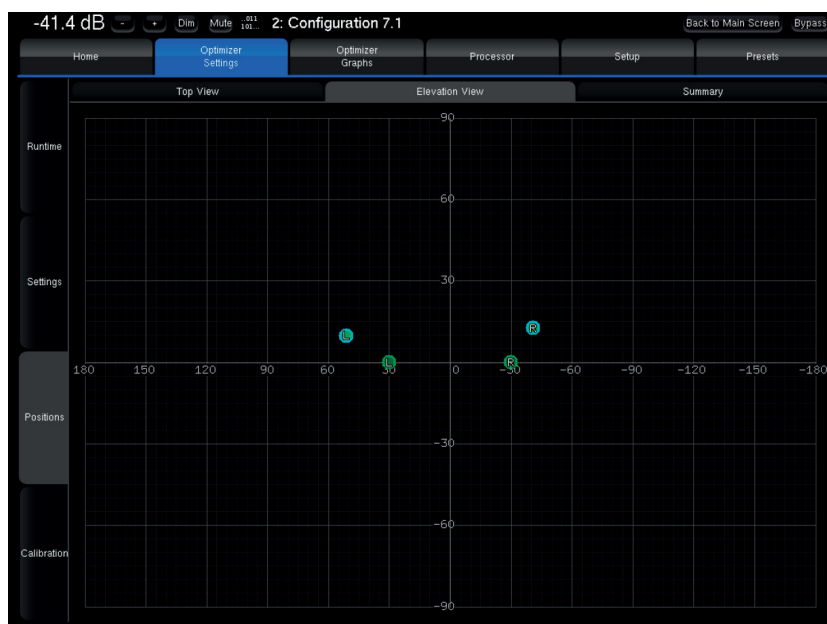 -41.4 dB - + Dim Mute ..011 101... 2: Configuration 7.1 Back to Main Screen Bypass
Home Optimizer Settings Optimizer Graphs Processor Setup Presets
Top View Elevation View Summary
90
Runtime
60
Settings
30
R
L
L R
180 150 120 90 60 30 0 -30 -60 -90 -120 -150 -180
Positions
-30
-60
Calibration
-90